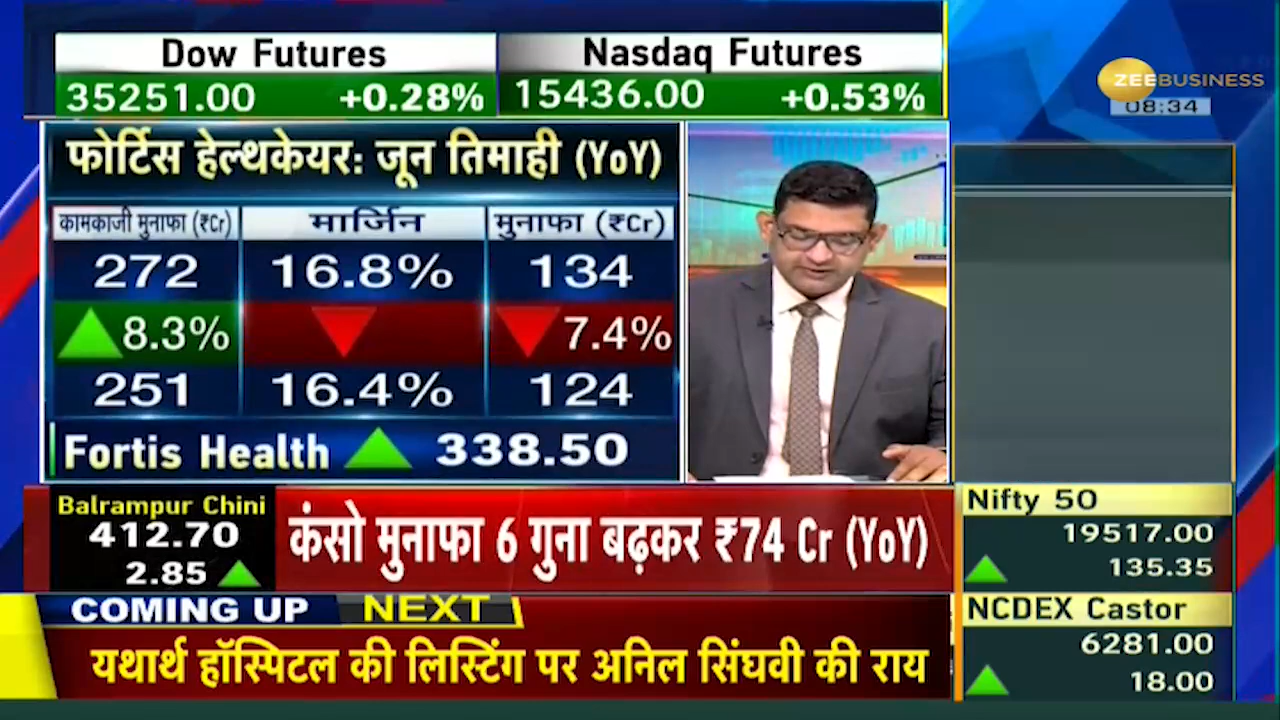 Dow Futures
35251.00 +0.28%
Nasdaq Futures
15436.00 +0.53%
ZEEBUSINESS
08:34
फोर्टिस हेल्थकेयर: जून तिमाही (YoY)
कामकाजी मुनाफा (₹Cr) मार्जिन मुनाफा (₹Cr)
272 16.8% 134
8.3% 7.4%
251 16.4% 124
Fortis Health 338.50
Balrampur Chini
412.70
2.85
कंसो मुनाफा 6 गुना बढ़कर ₹74 Cr (YoY)
Nifty 50
19517.00
135.35
COMING UP NEXT
यथार्थ हॉस्पिटल की लिस्टिंग पर अनिल सिंघवी की राय
NCDEX Castor
6281.00
18.00